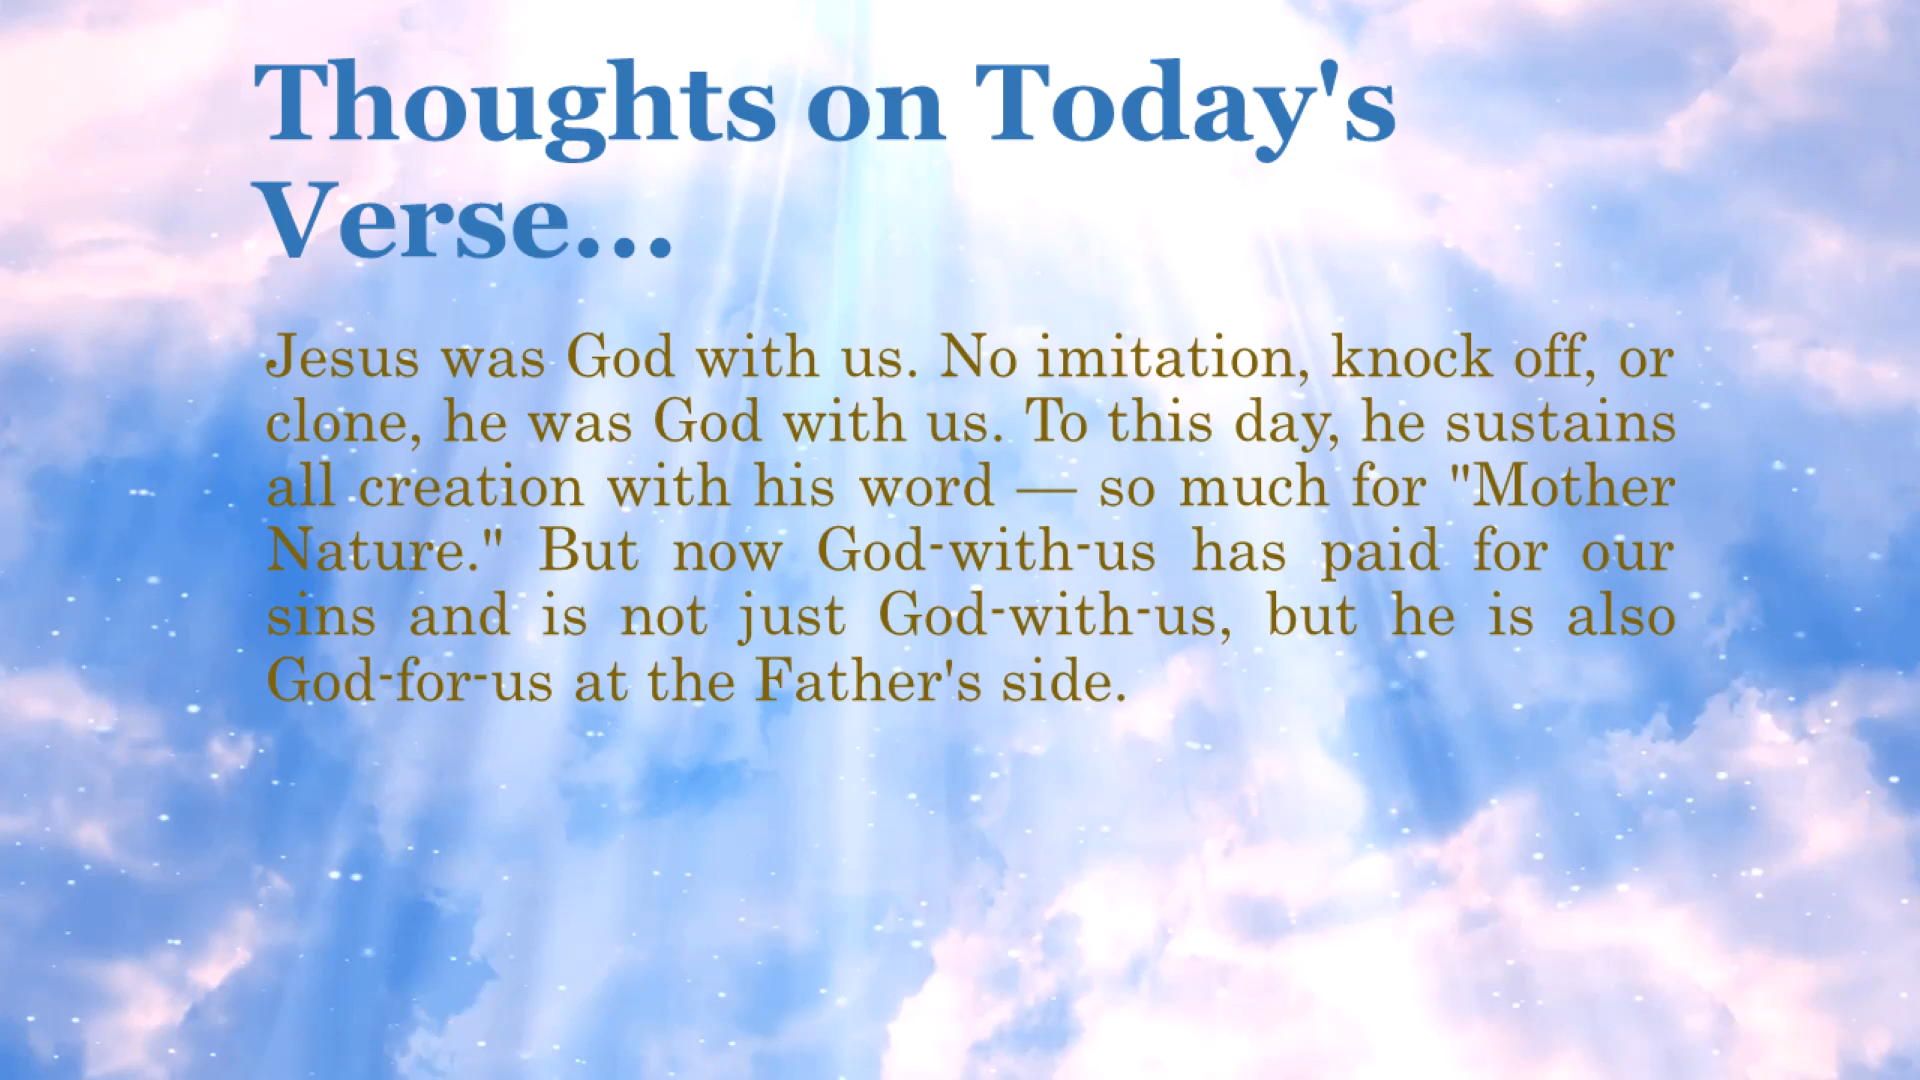 Thoughts on Today's
Verse...
Jesus was God with us. No imitation, knock off, or
clone, he was God with us. To this day, he sustains
all creation with his word — so much for "Mother
Nature." But now God-with-us has paid for our
sins and is not just God-with-us, but he is also
God-for-us at the Father's side.